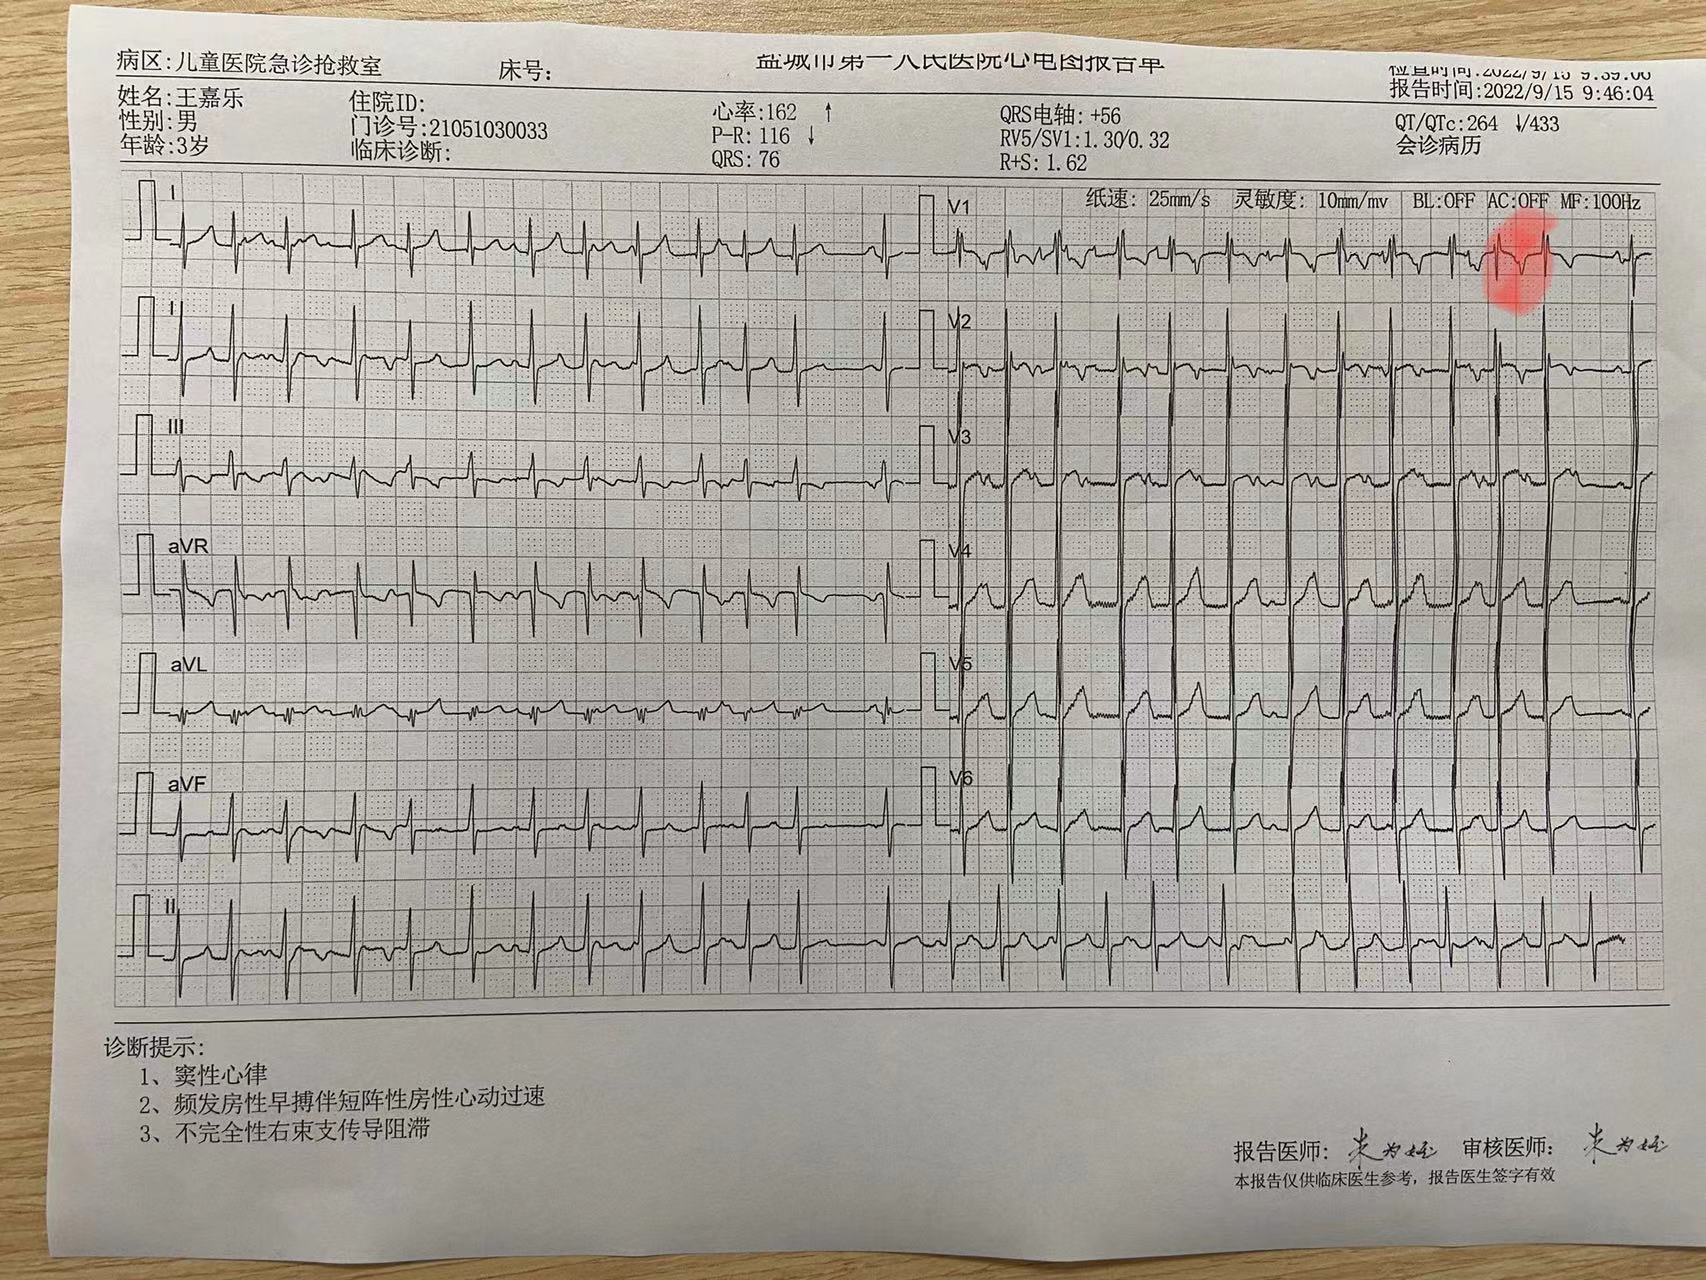 盐城市第一人民医院心电图报告单
病区:儿童医院急诊抢救室
床号:
检查时间:2022/9/15 9:39:06
报告时间:2022/9/15 9:46:04
姓名:王嘉乐
性别:男
年龄:3岁
住院ID:
门诊号:21051030033
临床诊断:
心率:162 ↑
P-R: 116 ↓
QRS: 76
QRS电轴: +56
RV5/SV1:1.30/0.32
R+S: 1.62
QT/QTc:264 ↓/433
会诊病历
纸速: 25mm/s 灵敏度: 10mm/mv BL:OFF AC:OFF MF:100Hz
I
II
III
aVR
aVL
aVF
II
V1
V2
V3
V4
V5
V6
诊断提示:
1、窦性心律
2、频发房性早搏伴短阵性房性心动过速
3、不完全性右束支传导阻滞
报告医师:
审核医师:
本报告仅供临床医生参考，报告医生签字有效